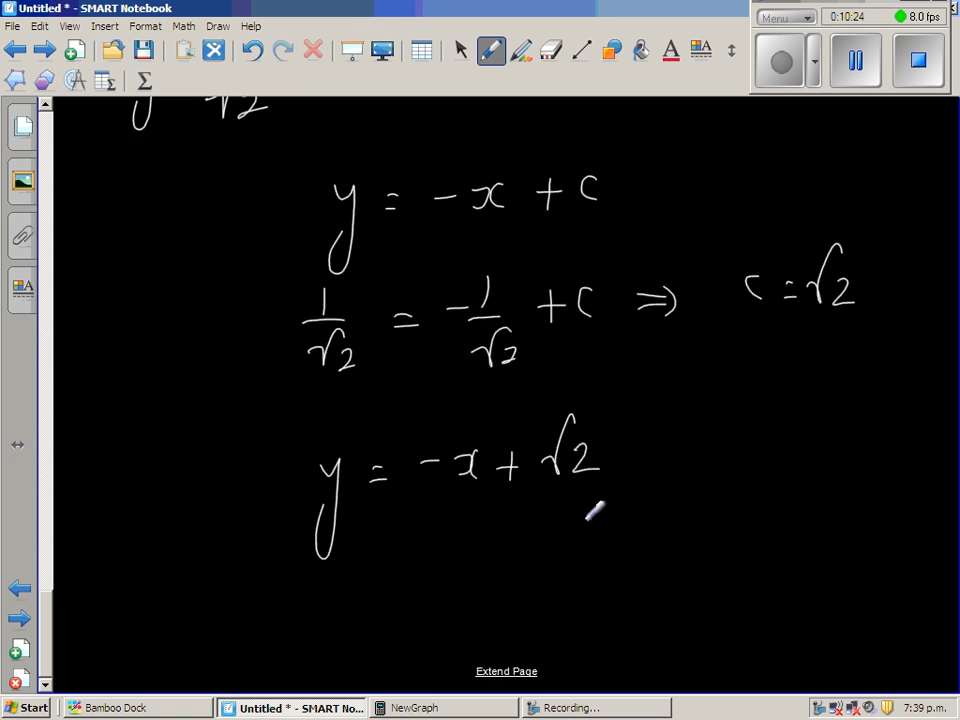 Untitled * - SMART Notebook
File Edit View Insert Format Math Draw Help
Menu 0:10:24 8.0 fps
y √2
y = -x + c
1/√2 = -1/√2 + c ⇒ c = √2
y = -x + √2
Extend Page
Start Bamboo Dock Untitled * - SMART No... NewGraph Recording... 7:39 p.m.